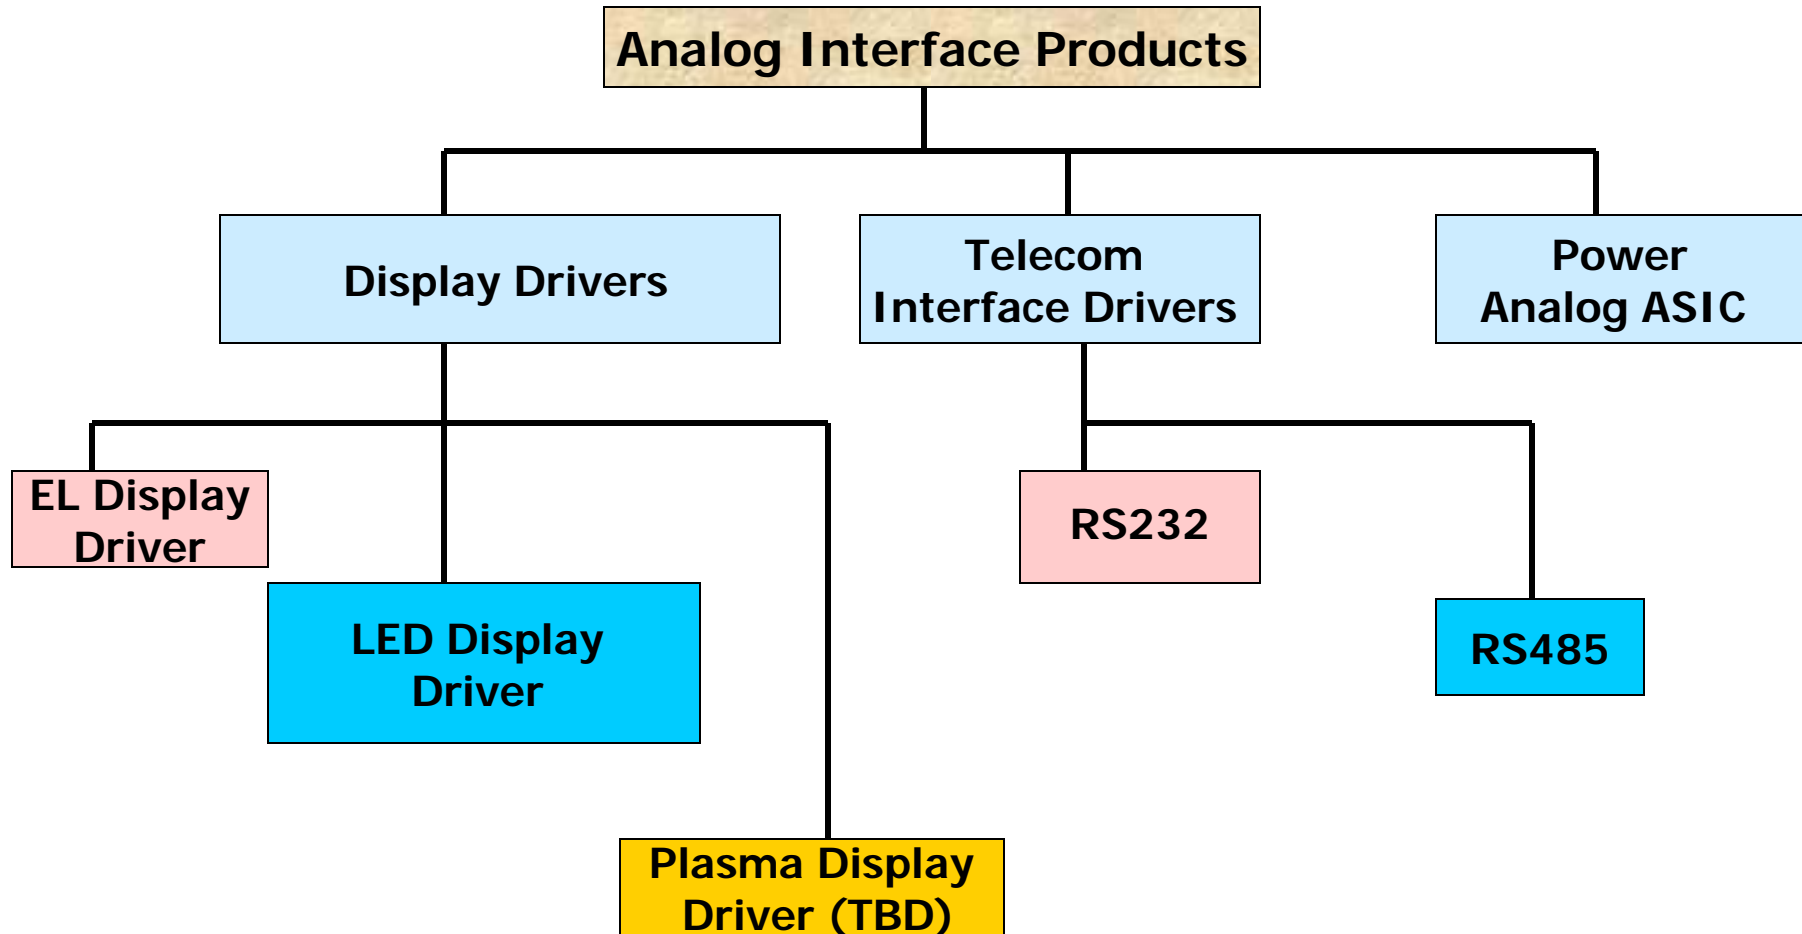 Analog Interface Products
Display Drivers
Telecom
Interface Drivers
Power
Analog ASIC
EL Display
Driver
RS232
LED Display
Driver
RS485
Plasma Display
Driver (TBD)